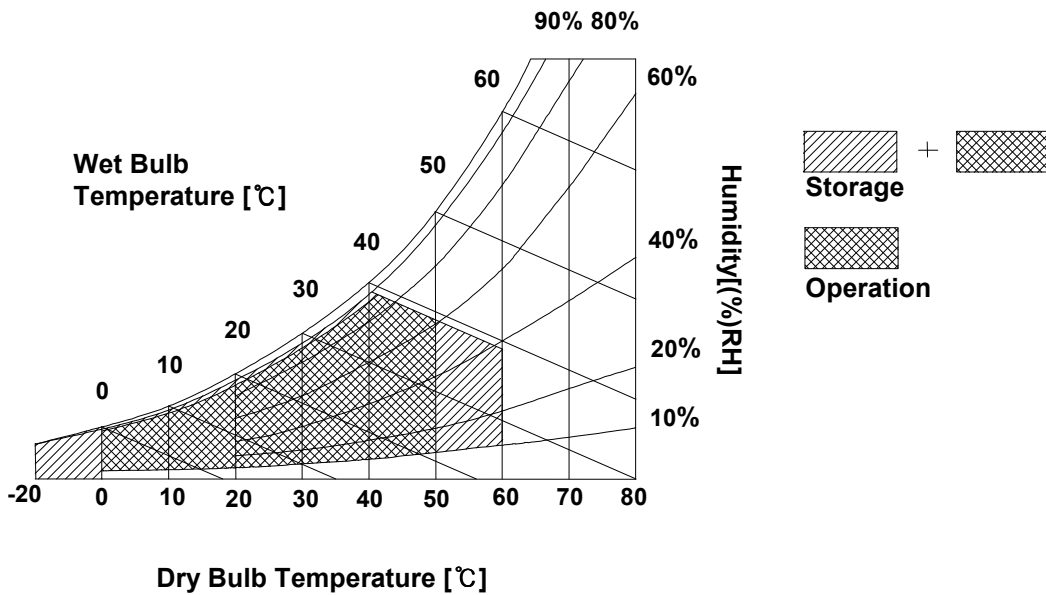 90% 80%
60
60%
Wet Bulb
Temperature [℃]
50
40
30
20
10
0
Humidity[(%)RH]
40%
20%
10%
-20 0 10 20 30 40 50 60 70 80
Dry Bulb Temperature [℃]
+
Storage
Operation